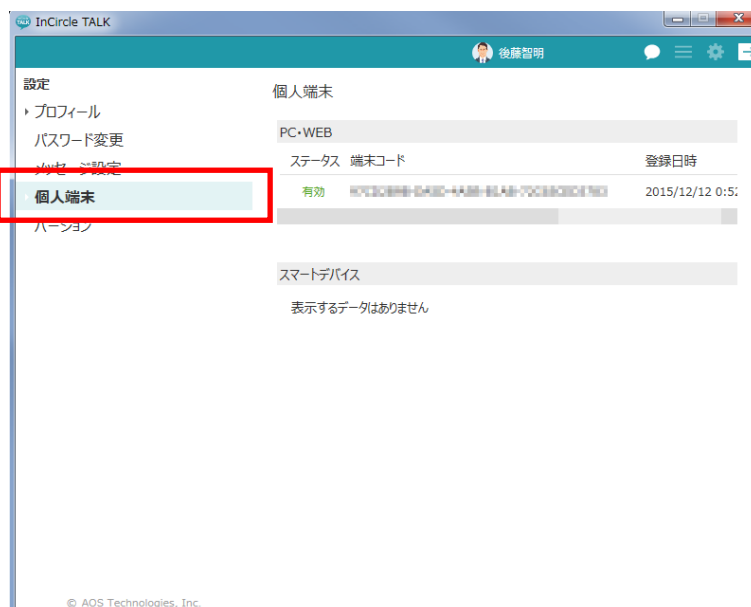 InCircle TALK
後藤智明
設定
プロフィール
パスワード変更
メッセージ設定
個人端末
バージョン
個人端末
PC・WEB
ステータス 端末コード 登録日時
有効 2015/12/12 0:52
スマートデバイス
表示するデータはありません
© AOS Technologies, Inc.